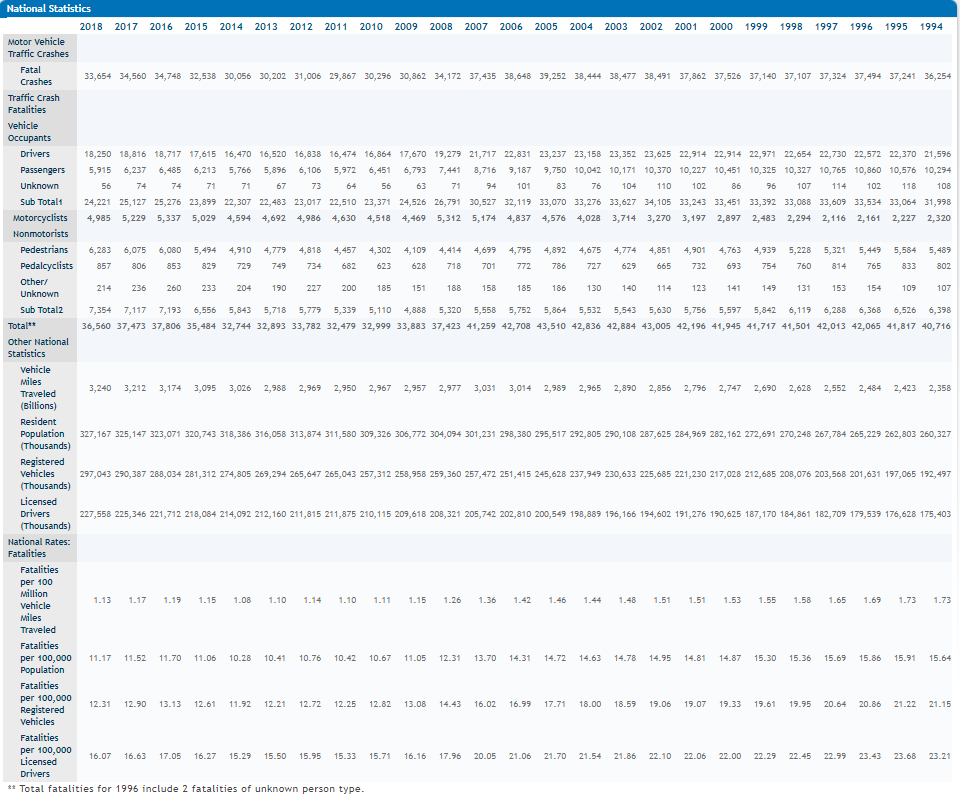 National Statistics
2018 2017 2016 2015 2014 2013 2012 2011 2010 2009 2008 2007 2006 2005 2004 2003 2002 2001 2000 1999 1998 1997 1996 1995 1994
Motor Vehicle
Traffic Crashes
Fatal
Crashes
33,654 34,560 34,748 32,538 30,056 30,202 31,006 29,867 30,296 30,862 34,172 37,435 38,648 39,252 38,444 38,477 38,491 37,862 37,526 37,140 37,107 37,324 37,494 37,241 36,254
Traffic Crash
Fatalities
Vehicle
Occupants
Drivers 18,250 18,816 18,717 17,615 16,470 16,520 16,838 16,474 16,864 17,670 19,279 21,717 22,831 23,237 23,158 23,352 23,625 22,914 22,914 22,971 22,654 22,730 22,572 22,370 21,596
Passengers 5,915 6,237 6,485 6,213 5,766 5,896 6,106 5,972 6,451 6,793 7,441 8,716 9,187 9,750 10,042 10,171 10,370 10,227 10,451 10,325 10,327 10,765 10,860 10,576 10,294
Unknown 56 74 74 71 71 67 73 64 56 63 71 94 101 83 76 104 110 102 86 96 107 114 102 118 108
Sub Total1 24,221 25,127 25,276 23,899 22,307 22,483 23,017 22,510 23,371 24,526 26,791 30,527 32,119 33,070 33,276 33,627 34,105 33,243 33,451 33,392 33,088 33,609 33,534 33,064 31,998
Motorcyclists 4,985 5,229 5,337 5,029 4,594 4,692 4,986 4,630 4,518 4,469 5,312 5,174 4,837 4,576 4,028 3,714 3,270 3,197 2,897 2,483 2,294 2,116 2,161 2,227 2,320
Nonmotorists
Pedestrians 6,283 6,075 6,080 5,494 4,910 4,779 4,818 4,457 4,302 4,109 4,414 4,699 4,795 4,892 4,675 4,774 4,851 4,901 4,763 4,939 5,228 5,321 5,449 5,584 5,489
Pedalcyclists 857 806 853 829 729 749 734 682 623 628 718 701 772 786 727 629 665 732 693 754 760 814 765 833 802
Other/
Unknown
214 236 260 233 204 190 227 200 185 151 188 158 185 186 130 140 114 123 141 149 131 153 154 109 107
Sub Total2 7,354 7,117 7,193 6,556 5,843 5,718 5,779 5,339 5,110 4,888 5,320 5,558 5,752 5,864 5,532 5,543 5,630 5,756 5,597 5,842 6,119 6,288 6,368 6,526 6,398
Total** 36,560 37,473 37,806 35,484 32,744 32,893 33,782 32,479 32,999 33,883 37,423 41,259 42,708 43,510 42,836 42,884 43,005 42,196 41,945 41,717 41,501 42,013 42,065 41,817 40,716
Other National
Statistics
Vehicle
Miles
Traveled
(Billions)
3,240 3,212 3,174 3,095 3,026 2,988 2,969 2,950 2,967 2,957 2,977 3,031 3,014 2,989 2,965 2,890 2,856 2,796 2,747 2,690 2,628 2,552 2,484 2,423 2,358
Resident
Population
(Thousands)
327,167 325,147 323,071 320,743 318,386 316,058 313,874 311,580 309,326 306,772 304,094 301,231 298,380 295,517 292,805 290,108 287,625 284,969 282,162 272,691 270,248 267,784 265,229 262,803 260,327
Registered
Vehicles
(Thousands)
297,043 290,387 288,034 281,312 274,805 269,294 265,647 265,043 257,312 258,958 259,360 257,472 251,415 245,628 237,949 230,633 225,685 221,230 217,028 212,685 208,076 203,568 201,631 197,065 192,497
Licensed
Drivers
(Thousands)
227,558 225,346 221,712 218,084 214,092 212,160 211,815 211,875 210,115 209,618 208,321 205,742 202,810 200,549 198,889 196,166 194,602 191,276 190,625 187,170 184,861 182,709 179,539 176,628 175,403
National Rates:
Fatalities
Fatalities
per 100
Million
Vehicle
Miles
Traveled
1.13 1.17 1.19 1.15 1.08 1.10 1.14 1.10 1.11 1.15 1.26 1.36 1.42 1.46 1.44 1.48 1.51 1.51 1.53 1.55 1.58 1.65 1.69 1.73 1.73
Fatalities
per 100,000
Population
11.17 11.52 11.70 11.06 10.28 10.41 10.76 10.42 10.67 11.05 12.31 13.70 14.31 14.72 14.63 14.78 14.95 14.81 14.87 15.30 15.36 15.69 15.86 15.91 15.64
Fatalities
per 100,000
Registered
Vehicles
12.31 12.90 13.13 12.61 11.92 12.21 12.72 12.25 12.82 13.08 14.43 16.02 16.99 17.71 18.00 18.59 19.06 19.07 19.33 19.61 19.95 20.64 20.86 21.22 21.15
Fatalities
per 100,000
Licensed
Drivers
16.07 16.63 17.05 16.27 15.29 15.50 15.95 15.33 15.71 16.16 17.96 20.05 21.06 21.70 21.54 21.86 22.10 22.06 22.00 22.29 22.45 22.99 23.43 23.68 23.21
** Total fatalities for 1996 include 2 fatalities of unknown person type.